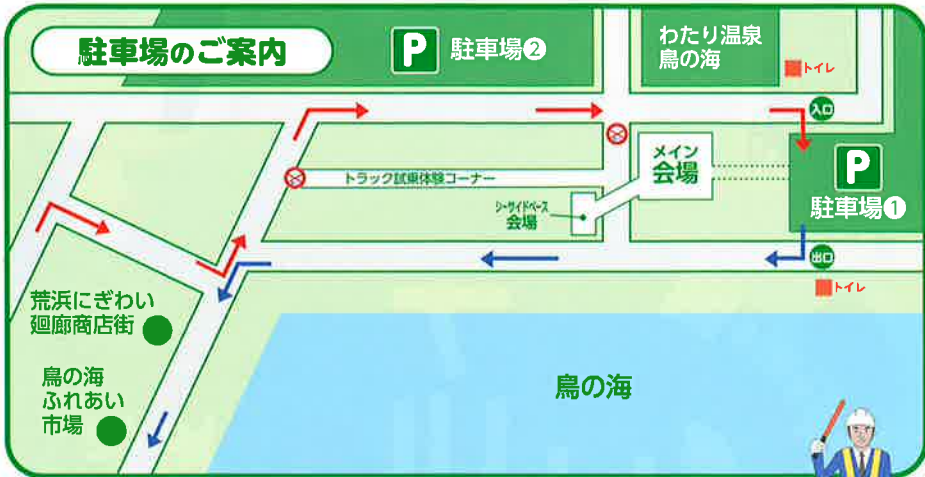 駐車場のご案内
P 駐車場❷
わたり温泉
鳥の海
トイレ
入口
メイン
会場
P
駐車場❶
トラック試乗体験コーナー
シーサイドベース
会場
出口
トイレ
荒浜にぎわい
廻廊商店街
鳥の海
ふれあい
市場
鳥の海